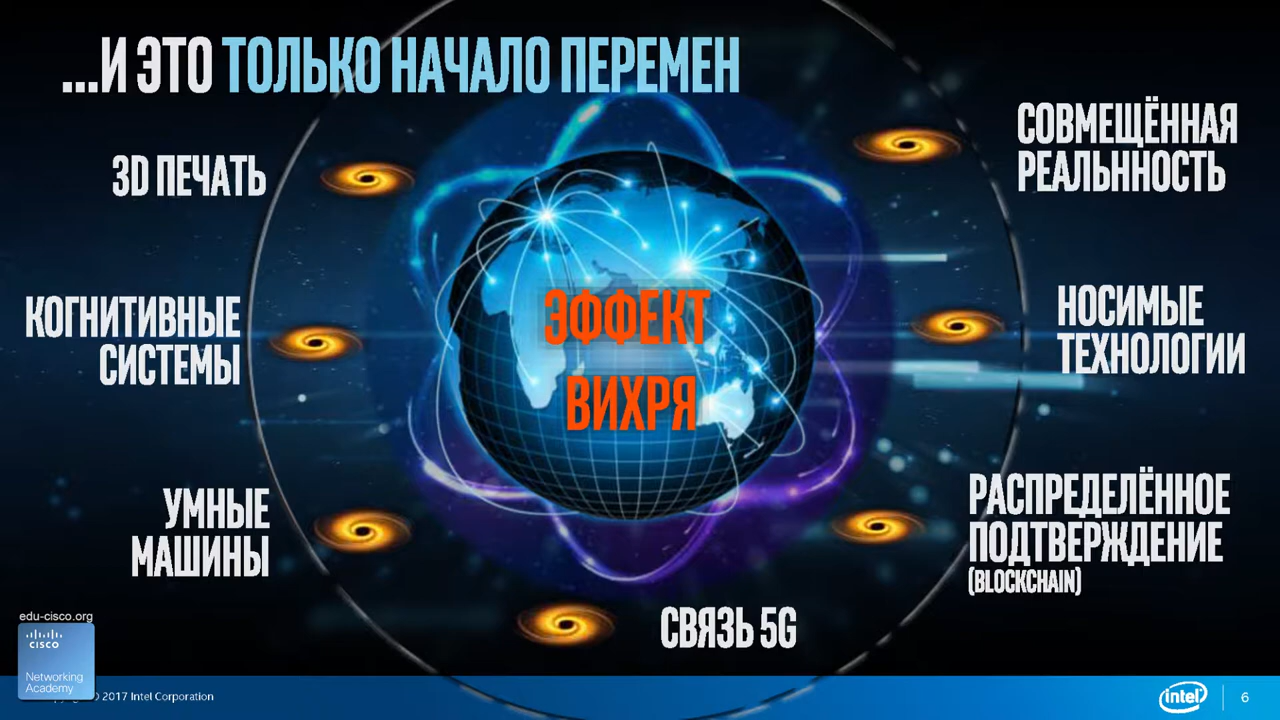 ...И ЭТО ТОЛЬКО НАЧАЛО ПЕРЕМЕН
3D ПЕЧАТЬ
СОВМЕЩЁННАЯ
РЕАЛЬННОСТЬ
КОГНИТИВНЫЕ
СИСТЕМЫ
ЭФФЕКТ
ВИХРЯ
НОСИМЫЕ
ТЕХНОЛОГИИ
УМНЫЕ
МАШИНЫ
РАСПРЕДЕЛЁННОЕ
ПОДТВЕРЖДЕНИЕ
(BLOCKCHAIN)
СВЯЗЬ 5G
edu-cisco.org
CISCO
Networking
Academy
© 2017 Intel Corporation
intel
6